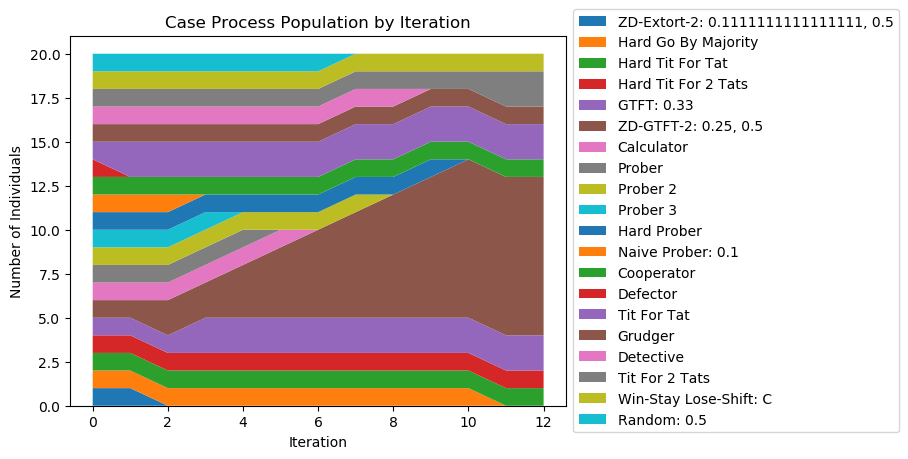 Case Process Population by Iteration
Number of Individuals
20.0
17.5
15.0
12.5
10.0
7.5
5.0
2.5
0.0
0 2 4 6 8 10 12
Iteration
ZD-Extort-2: 0.1111111111111111, 0.5
Hard Go By Majority
Hard Tit For Tat
Hard Tit For 2 Tats
GTFT: 0.33
ZD-GTFT-2: 0.25, 0.5
Calculator
Prober
Prober 2
Prober 3
Hard Prober
Naive Prober: 0.1
Cooperator
Defector
Tit For Tat
Grudger
Detective
Tit For 2 Tats
Win-Stay Lose-Shift: C
Random: 0.5